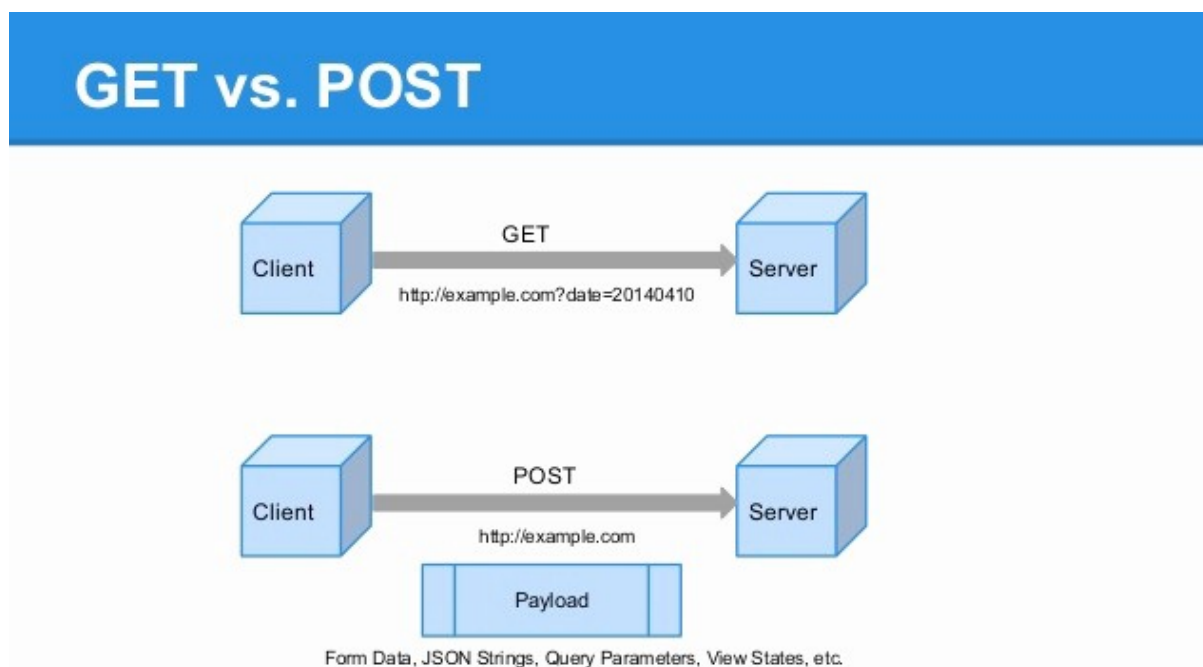 GET vs. POST
Client
GET
http://example.com?date=20140410
Server
Client
POST
http://example.com
Server
Payload
Form Data, JSON Strings, Query Parameters, View States, etc.